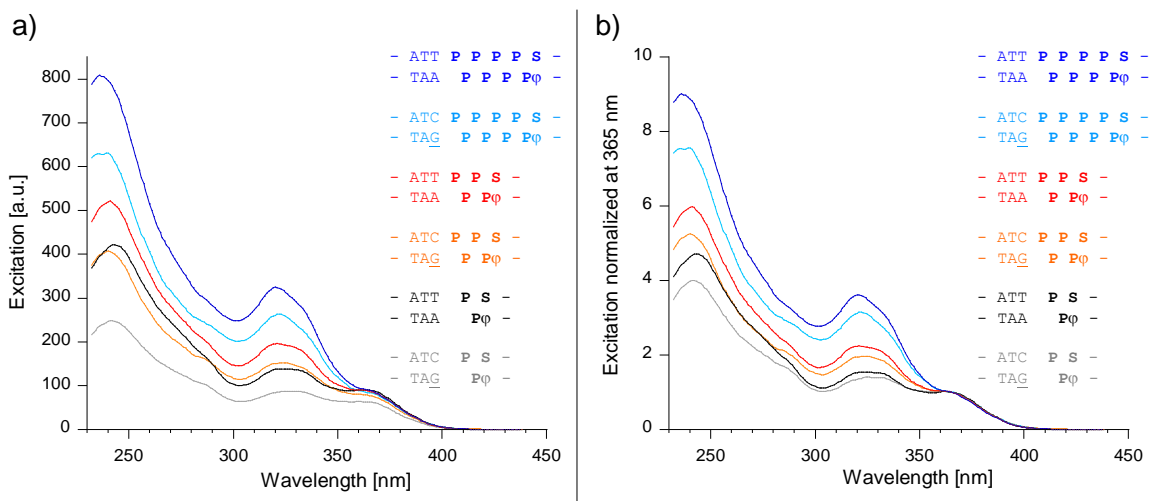 a)
Excitation [a.u.]
800
700
600
500
400
300
200
100
0
250 300 350 400 450
Wavelength [nm]
– ATT P P P P S –
– TAA P P P Pφ –
– ATC P P P P S –
– TAG P P P Pφ –
– ATT P P S –
– TAA P Pφ –
– ATC P P S –
– TAG P Pφ –
– ATT P S –
– TAA Pφ –
– ATC P S –
– TAG Pφ –
b)
Excitation normalized at 365 nm
10
8
6
4
2
0
250 300 350 400 450
Wavelength [nm]
– ATT P P P P S –
– TAA P P P Pφ –
– ATC P P P P S –
– TAG P P P Pφ –
– ATT P P S –
– TAA P Pφ –
– ATC P P S –
– TAG P Pφ –
– ATT P S –
– TAA Pφ –
– ATC P S –
– TAG Pφ –